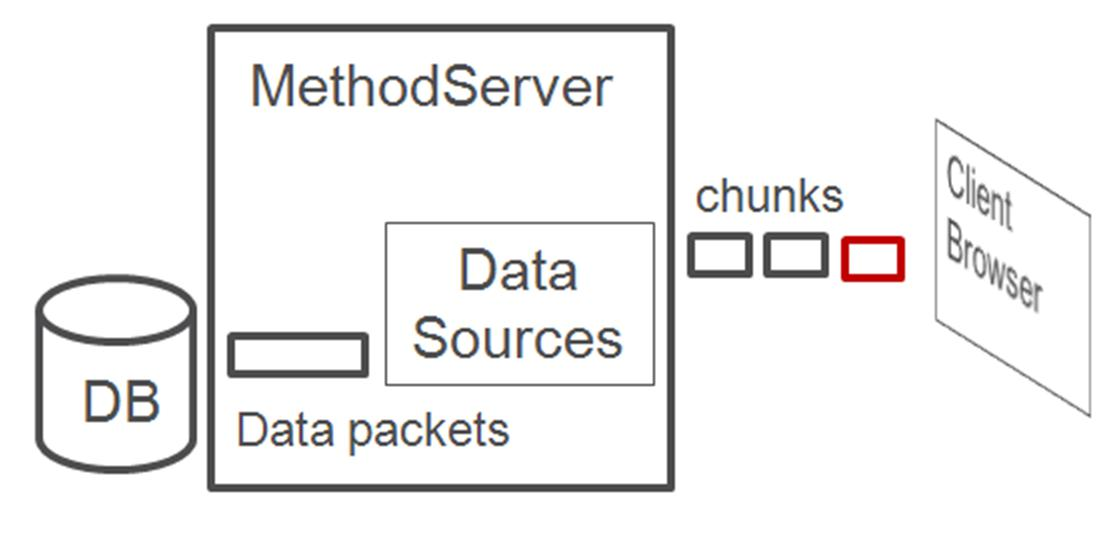 MethodServer
chunks
Client
Browser
Data
Sources
DB
Data packets